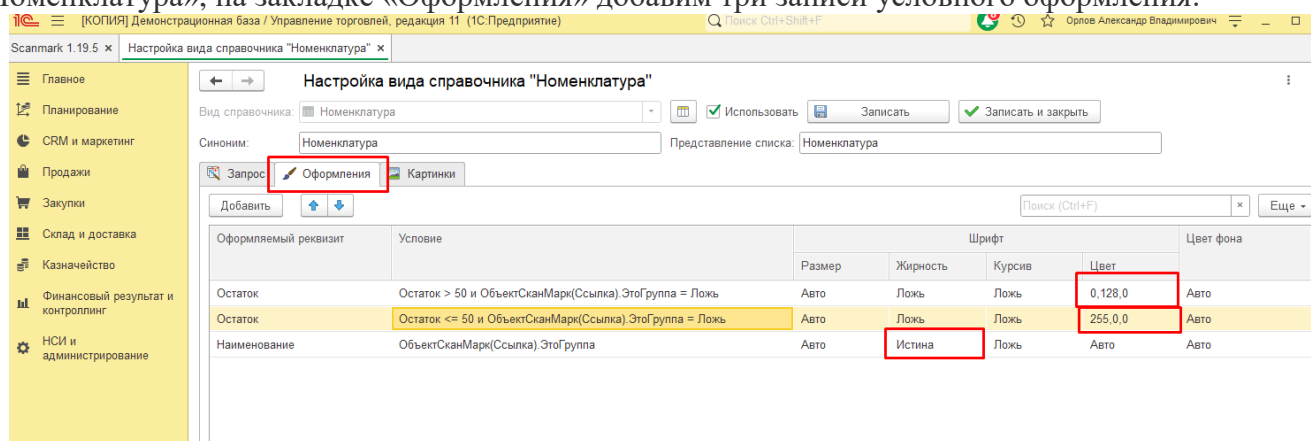 Номенклатура», на закладке «Оформления» добавим три записи условного оформления:
[КОПИЯ] Демонстрационная база / Управление торговлей, редакция 11 (1С:Предприятие) Поиск Ctrl+Shift+F Орлов Александр Владимирович
Scanmark 1.19.5 × Настройка вида справочника "Номенклатура" ×
Главное
Планирование
CRM и маркетинг
Продажи
Закупки
Склад и доставка
Казначейство
Финансовый результат и
контроллинг
НСИ и
администрирование
Настройка вида справочника "Номенклатура"
Вид справочника: Номенклатура Использовать Записать Записать и закрыть
Синоним: Номенклатура Представление списка: Номенклатура
Запрос Оформления Картинки
Добавить Поиск (Ctrl+F) × Еще
Оформляемый реквизит Условие Шрифт Цвет фона
Размер Жирность Курсив Цвет
Остаток Остаток > 50 и ОбъектСканМарк(Ссылка).ЭтоГруппа = Ложь Авто Ложь Ложь 0,128,0 Авто
Остаток Остаток <= 50 и ОбъектСканМарк(Ссылка).ЭтоГруппа = Ложь Авто Ложь Ложь 255,0,0 Авто
Наименование ОбъектСканМарк(Ссылка).ЭтоГруппа Авто Истина Ложь Авто Авто